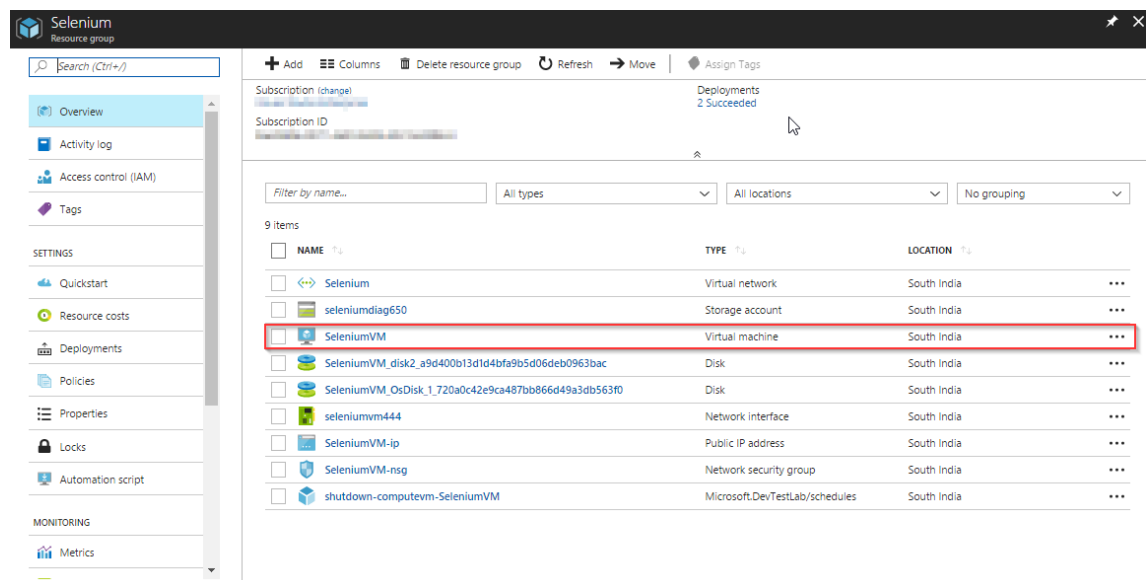 Selenium
Resource group
Search (Ctrl+/)
Overview
Activity log
Access control (IAM)
Tags
SETTINGS
Quickstart
Resource costs
Deployments
Policies
Properties
Locks
Automation script
MONITORING
Metrics
Add Columns Delete resource group Refresh Move Assign Tags
Subscription (change) Deployments
2 Succeeded
Subscription ID
Filter by name... All types All locations No grouping
9 items
NAME TYPE LOCATION
Selenium Virtual network South India
seleniumdiag650 Storage account South India
SeleniumVM Virtual machine South India
SeleniumVM_disk2_a9d400b13d1d4bfa9b5d06deb0963bac Disk South India
SeleniumVM_OsDisk_1_720a0c42e9ca487bb866d49a3db563f0 Disk South India
seleniumvm444 Network interface South India
SeleniumVM-ip Public IP address South India
SeleniumVM-nsg Network security group South India
shutdown-computevm-SeleniumVM Microsoft.DevTestLab/schedules South India